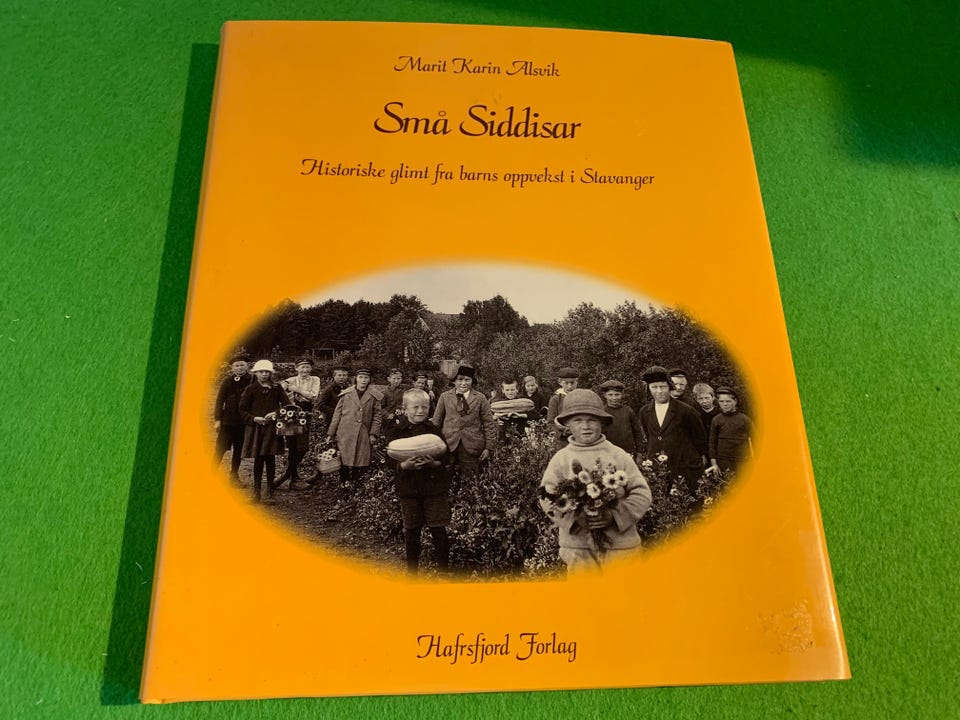 Marit Karin Alsvik
Små Siddisar
Historiske glimt fra barns oppvekst i Stavanger
Hafrsfjord Forlag